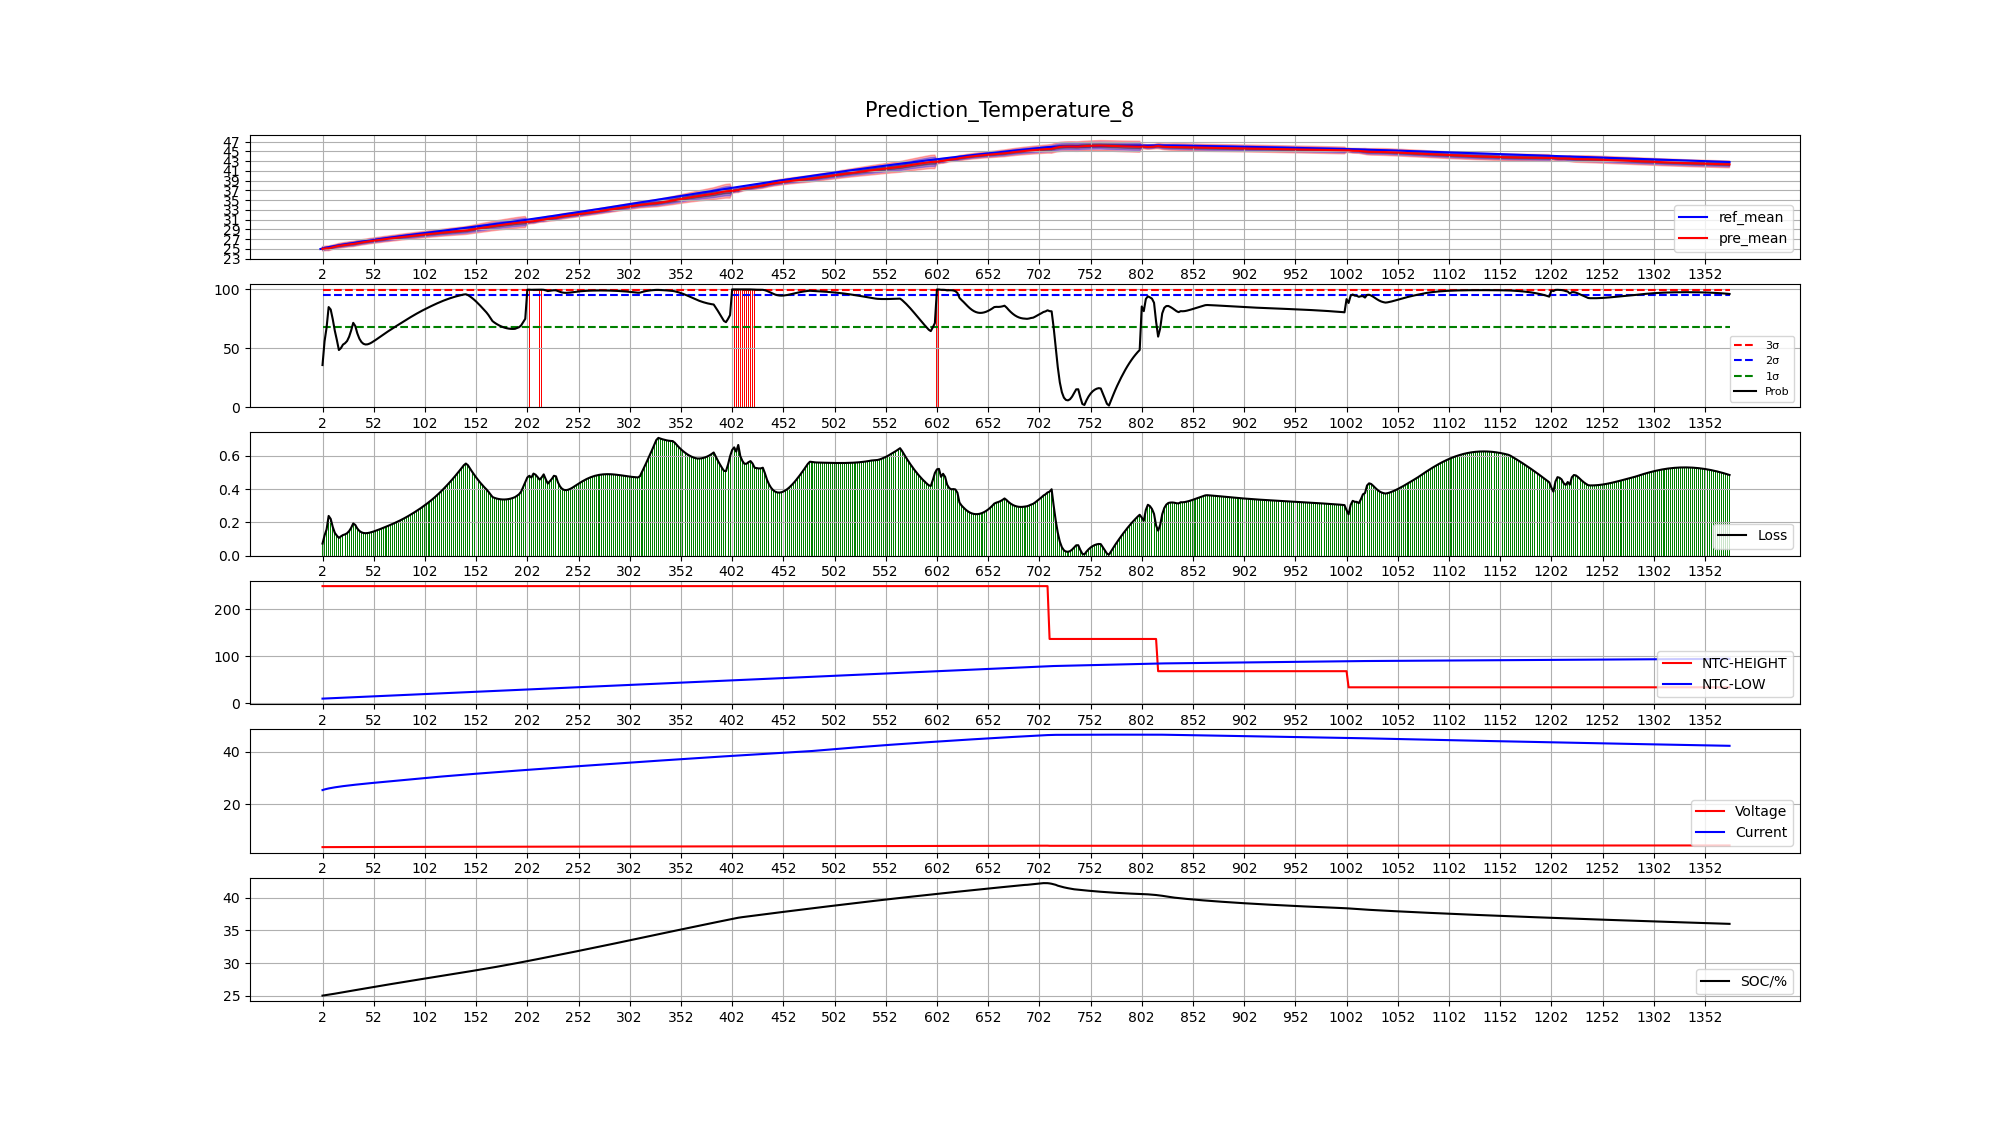 Prediction_Temperature_8
47
45
43
41
39
37
35
33
31
29
27
25
23
ref_mean
pre_mean
2 52 102 152 202 252 302 352 402 452 502 552 602 652 702 752 802 852 902 952 1002 1052 1102 1152 1202 1252 1302 1352
100
50
0
3σ
2σ
1σ
Prob
2 52 102 152 202 252 302 352 402 452 502 552 602 652 702 752 802 852 902 952 1002 1052 1102 1152 1202 1252 1302 1352
0.6
0.4
0.2
0.0
Loss
2 52 102 152 202 252 302 352 402 452 502 552 602 652 702 752 802 852 902 952 1002 1052 1102 1152 1202 1252 1302 1352
200
100
0
NTC-HEIGHT
NTC-LOW
2 52 102 152 202 252 302 352 402 452 502 552 602 652 702 752 802 852 902 952 1002 1052 1102 1152 1202 1252 1302 1352
40
20
Voltage
Current
2 52 102 152 202 252 302 352 402 452 502 552 602 652 702 752 802 852 902 952 1002 1052 1102 1152 1202 1252 1302 1352
40
35
30
25
SOC/%
2 52 102 152 202 252 302 352 402 452 502 552 602 652 702 752 802 852 902 952 1002 1052 1102 1152 1202 1252 1302 1352